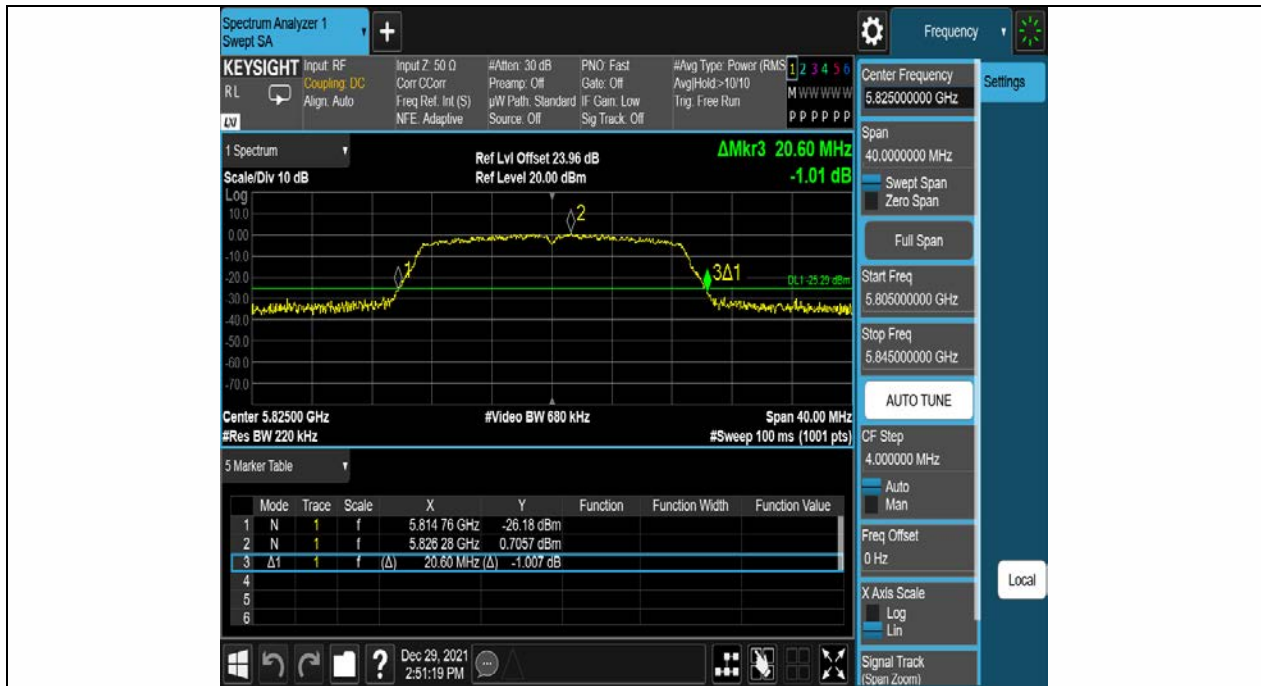 Spectrum Analyzer 1
Swept SA
+
Frequency
KEYSIGHT
RL
LXI
Input: RF
Coupling: DC
Align: Auto
Input Z: 50 Ω
Corr CCorr
Freq Ref: Int (S)
NFE: Adaptive
#Atten: 30 dB
Preamp: Off
µW Path: Standard
Source: Off
PNO: Fast
Gate: Off
IF Gain: Low
Sig Track: Off
#Avg Type: Power (RMS
Avg|Hold:>10/10
Trig: Free Run
1 2 3 4 5 6
M W W W W W
P P P P P P
1 Spectrum
Scale/Div 10 dB
Ref Lvl Offset 23.96 dB
Ref Level 20.00 dBm
ΔMkr3 20.60 MHz
-1.01 dB
Log
10.0
0.00
-10.0
-20.0
-30.0
-40.0
-50.0
-60.0
-70.0
1
2
3Δ1
DL1 -25.29 dBm
Center 5.82500 GHz
#Video BW 680 kHz
Span 40.00 MHz
#Res BW 220 kHz
#Sweep 100 ms (1001 pts)
5 Marker Table
Mode Trace Scale X Y Function Function Width Function Value
1 N 1 f 5.814 76 GHz -26.18 dBm
2 N 1 f 5.826 28 GHz 0.7057 dBm
3 Δ1 1 f (Δ) 20.60 MHz (Δ) -1.007 dB
4
5
6
?
Dec 29, 2021
2:51:19 PM
Center Frequency
5.825000000 GHz
Settings
Span
40.0000000 MHz
Swept Span
Zero Span
Full Span
Start Freq
5.805000000 GHz
Stop Freq
5.845000000 GHz
AUTO TUNE
CF Step
4.000000 MHz
Auto
Man
Freq Offset
0 Hz
X Axis Scale
Log
Lin
Local
Signal Track
(Span Zoom)